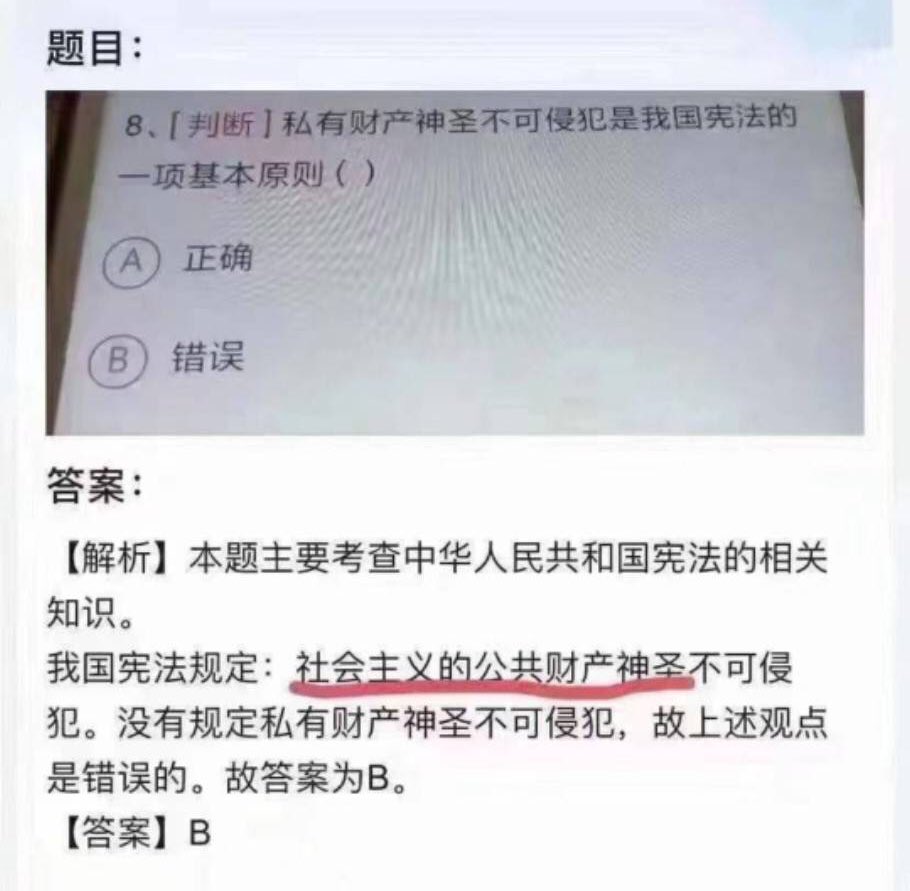 题目：
8、[判断] 私有财产神圣不可侵犯是我国宪法的
一项基本原则 ( )
A 正确
B 错误
答案：
【解析】本题主要考查中华人民共和国宪法的相关
知识。
我国宪法规定：社会主义的公共财产神圣不可侵
犯。没有规定私有财产神圣不可侵犯，故上述观点
是错误的。故答案为B。
【答案】B